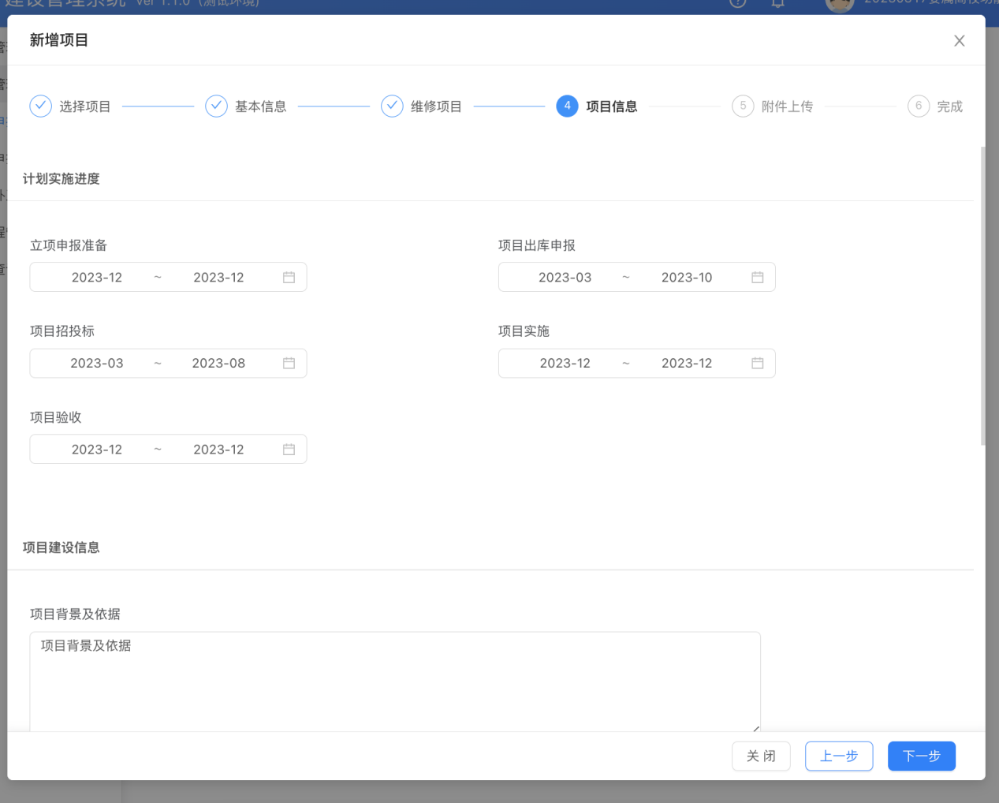 建设管理系统 Ver 1.1.0 (测试环境)
新增项目
选择项目
基本信息
维修项目
4 项目信息
5 附件上传
6 完成
计划实施进度
立项申报准备
项目出库申报
2023-12 ~ 2023-12
2023-03 ~ 2023-10
项目招投标
项目实施
2023-03 ~ 2023-08
2023-12 ~ 2023-12
项目验收
2023-12 ~ 2023-12
项目建设信息
项目背景及依据
项目背景及依据
关 闭
上一步
下一步